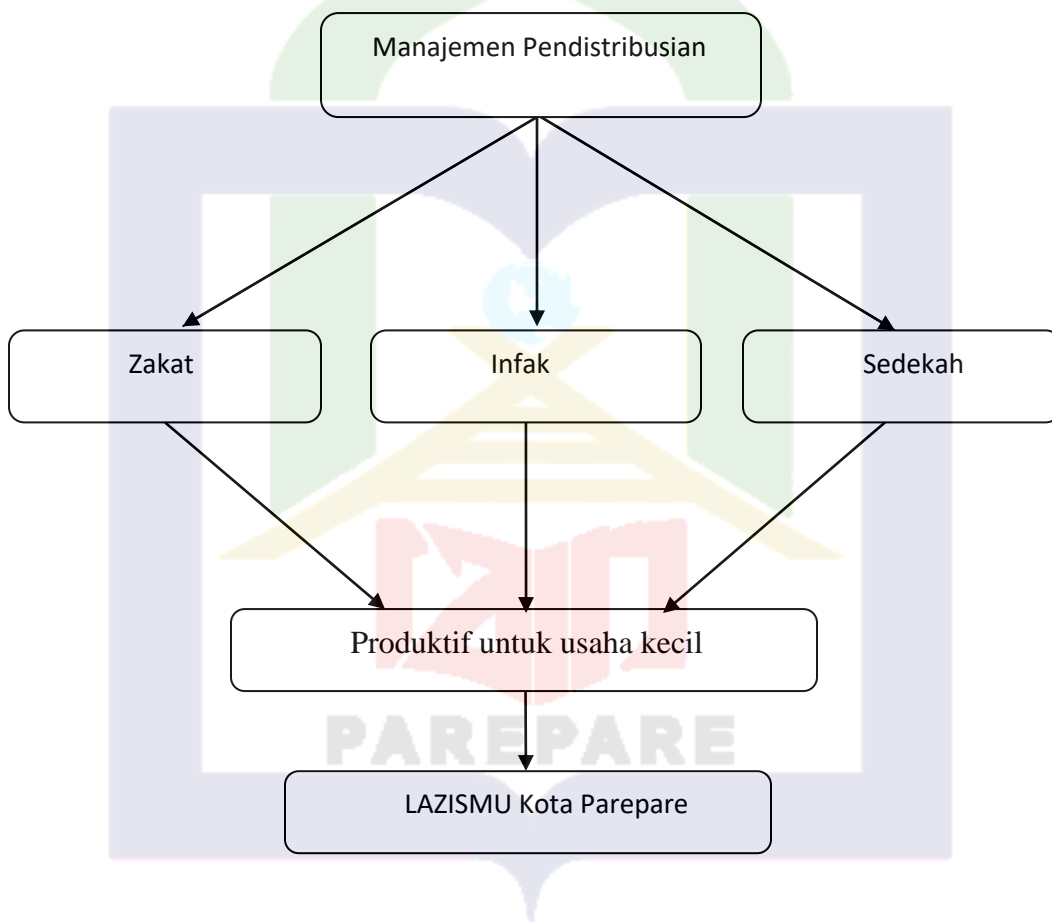 Manajemen Pendistribusian
Zakat
Infak
Sedekah
Produktif untuk usaha kecil
PAREPARE
LAZISMU Kota Parepare